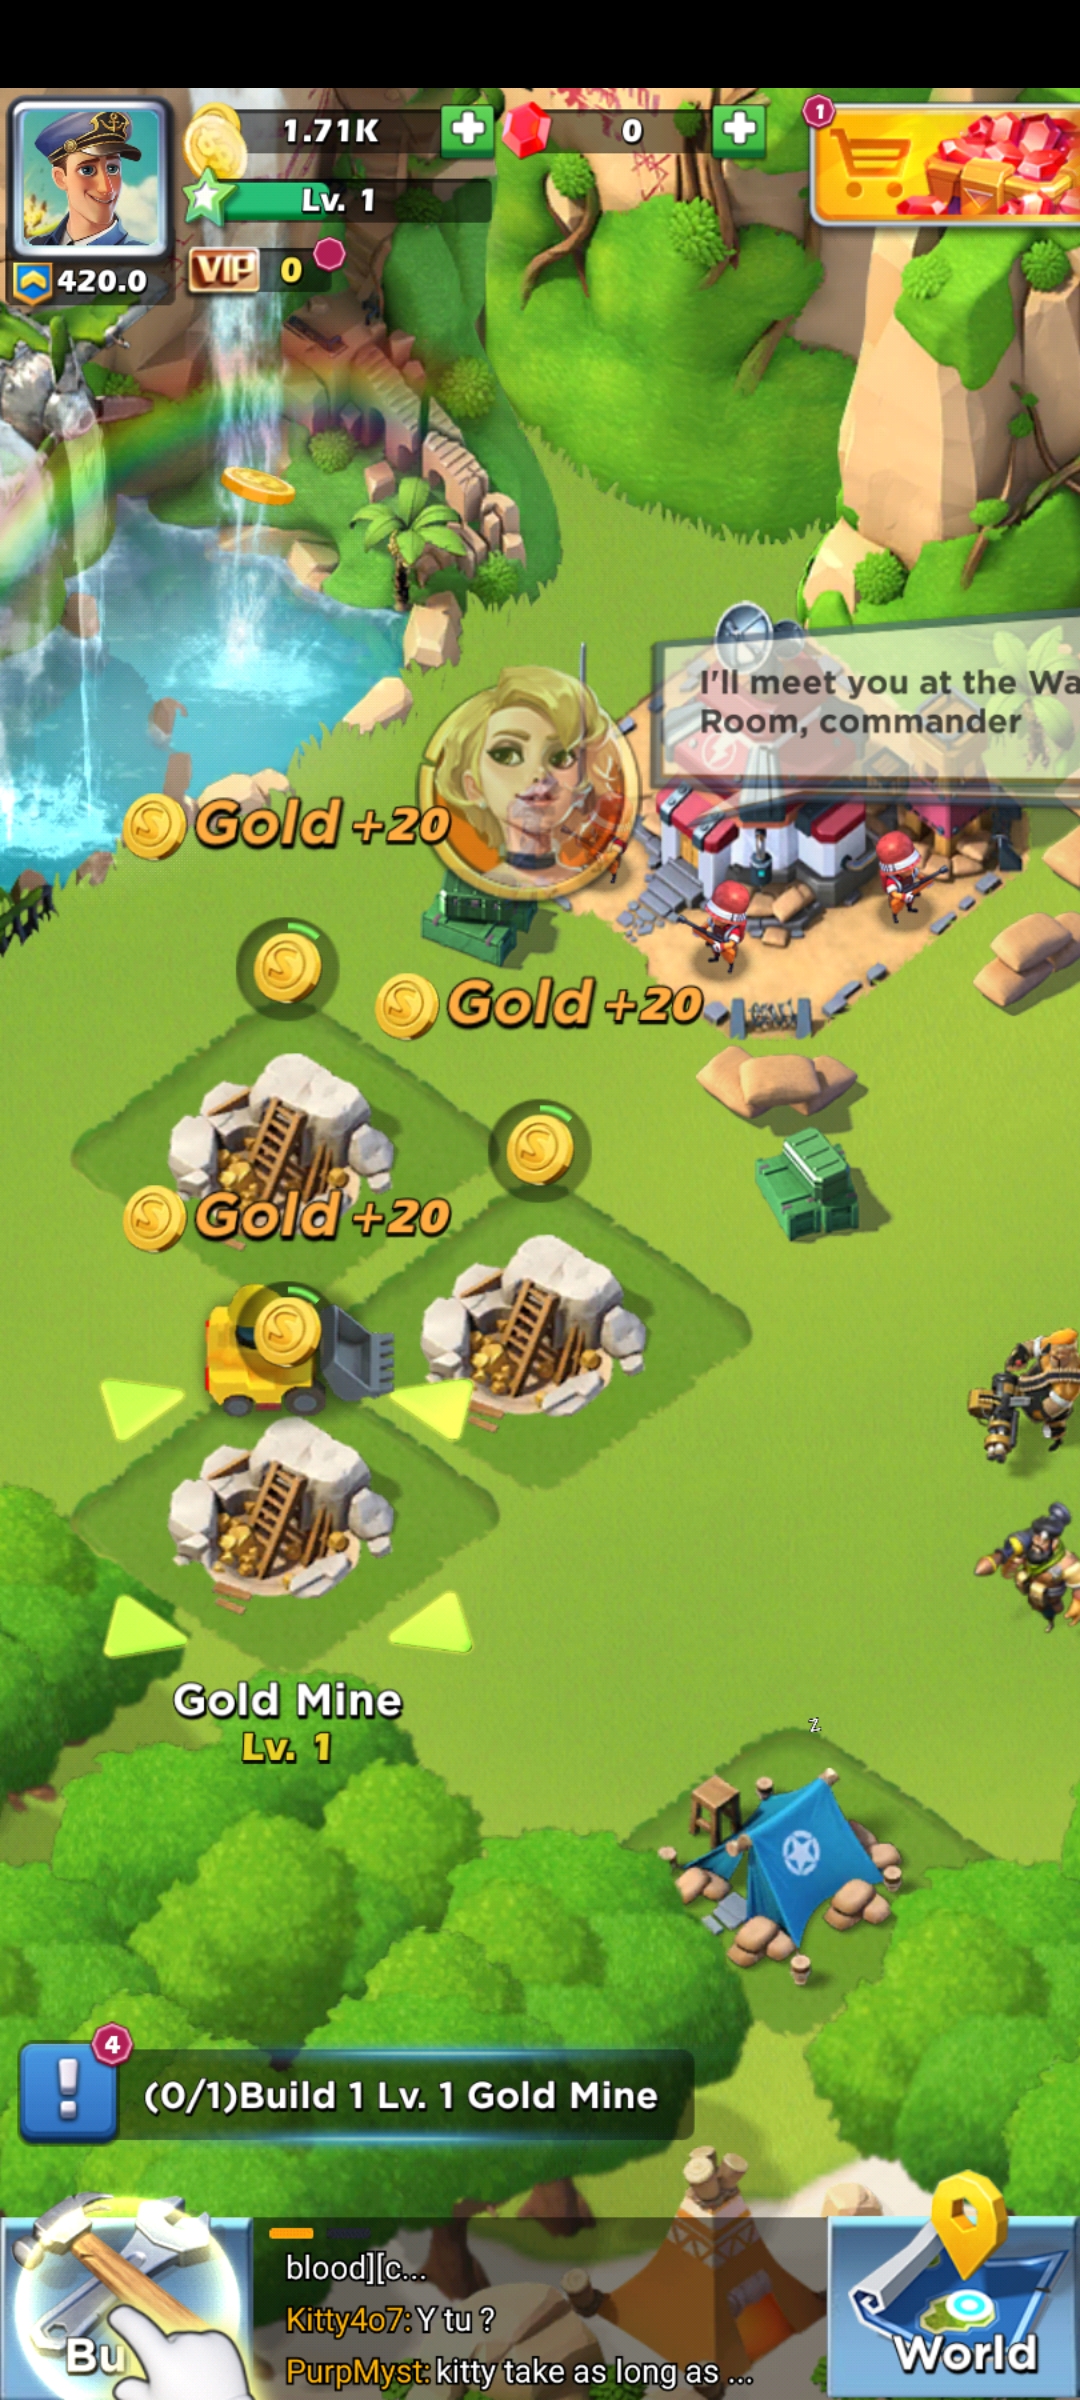 1.71K
0
1
Lv. 1
420.0
VIP 0
I'll meet you at the Wa
Room, commander
Gold +20
Gold +20
Gold +20
Gold Mine
Lv. 1
z
4
(0/1)Build 1 Lv. 1 Gold Mine
blood][c...
Kitty4o7: Y tu ?
PurpMyst: kitty take as long as ...
Bu
World